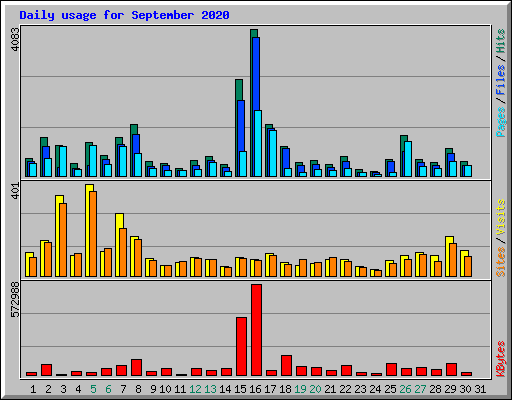 Daily usage for September 2020
4083
Pages / Files / Hits
401
Sites / Visits
572988
KBytes
1 2 3 4 5 6 7 8 9 10 11 12 13 14 15 16 17 18 19 20 21 22 23 24 25 26 27 28 29 30 31